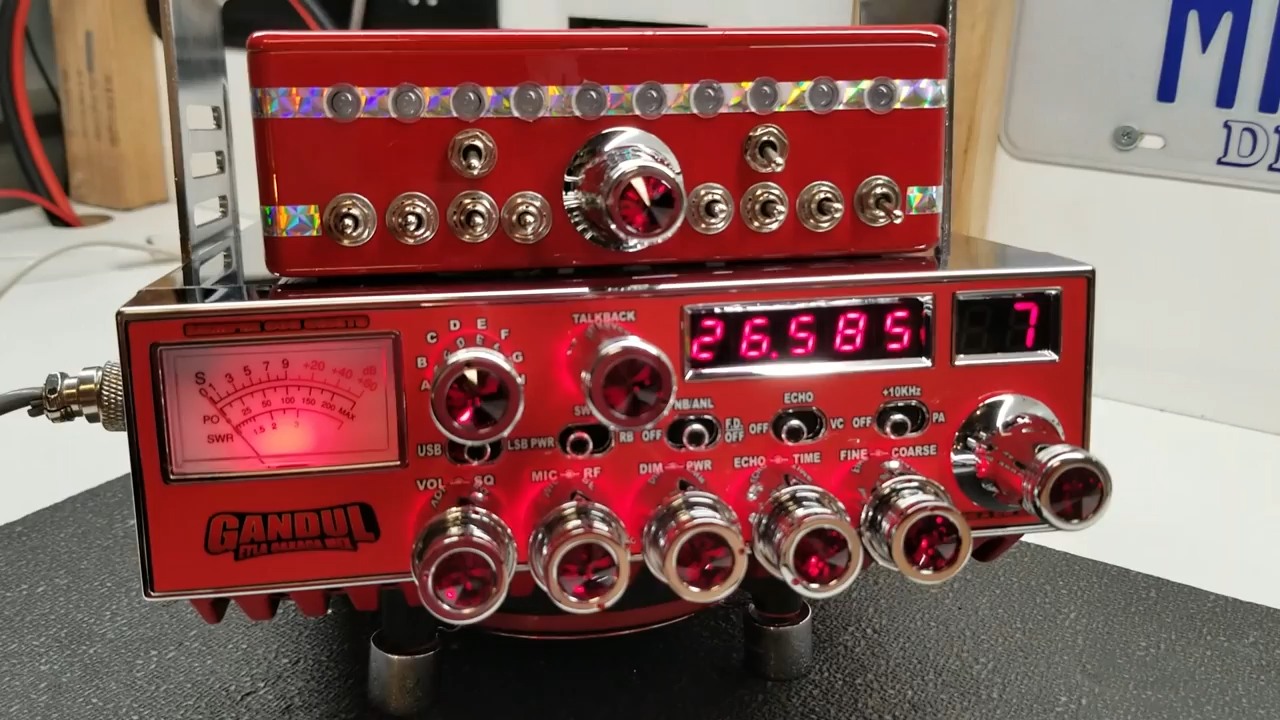 M
DI
TALKBACK
A B C D E F G
26.585
7
S 1 3 5 7 9 +20 +40 +60 dB
PO 0 25 50 100 150 200 MAX
SWR 1.5 2 3
SW
NB/ANL
ECHO
+10KHz
USB LSB PWR RB OFF F.D. OFF OFF VC OFF PA
VOL SQ MIC RF DIM PWR ECHO TIME FINE COARSE
GANDUL